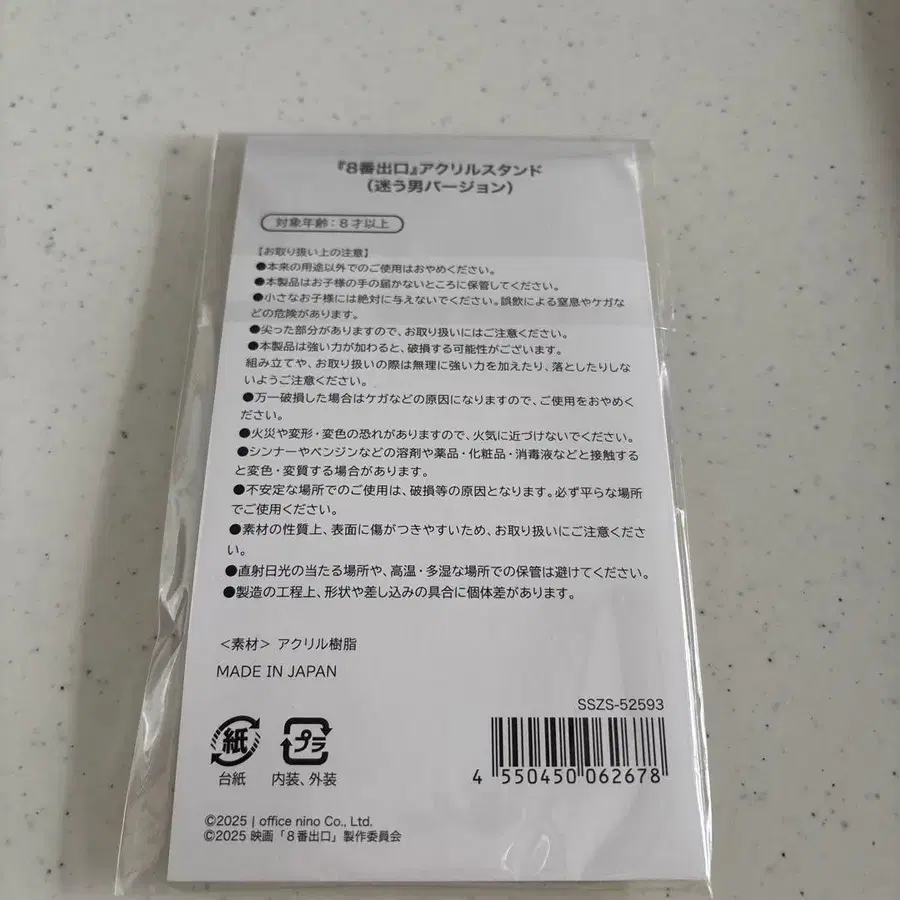 『8番出口』アクリルスタンド
（迷う男バージョン）
対象年齢：8才以上
【お取り扱い上の注意】
●本来の用途以外でのご使用はおやめください。
●本製品はお子様の手の届かないところに保管してください。
●小さなお子様には絶対に与えないでください。誤飲による窒息やケガな
どの危険があります。
●尖った部分がありますので、お取り扱いにはご注意ください。
●本製品は強い力が加わると、破損する可能性がございます。
組み立てや、お取り扱いの際は無理に強い力を加えたり、落としたりしな
いようご注意ください。
●万一破損した場合はケガなどの原因になりますので、ご使用をおやめく
ださい。
●火災や変形・変色の恐れがありますので、火気に近づけないでください。
●シンナーやベンジンなどの溶剤や薬品・化粧品・消毒液などと接触する
と変色・変質する場合があります。
●不安定な場所でのご使用は、破損等の原因となります。必ず平らな場所
でご使用ください。
●素材の性質上、表面に傷がつきやすいため、お取り扱いにご注意くださ
い。
●直射日光の当たる場所や、高温・多湿な場所での保管は避けてください。
●製造の工程上、形状や差し込みの具合に個体差があります。
＜素材＞ アクリル樹脂
MADE IN JAPAN
SSZS-52593
紙
台紙
プラ
内装、外装
4 550450 062678
©2025 | office nino Co., Ltd.
©2025 映画「8番出口」製作委員会